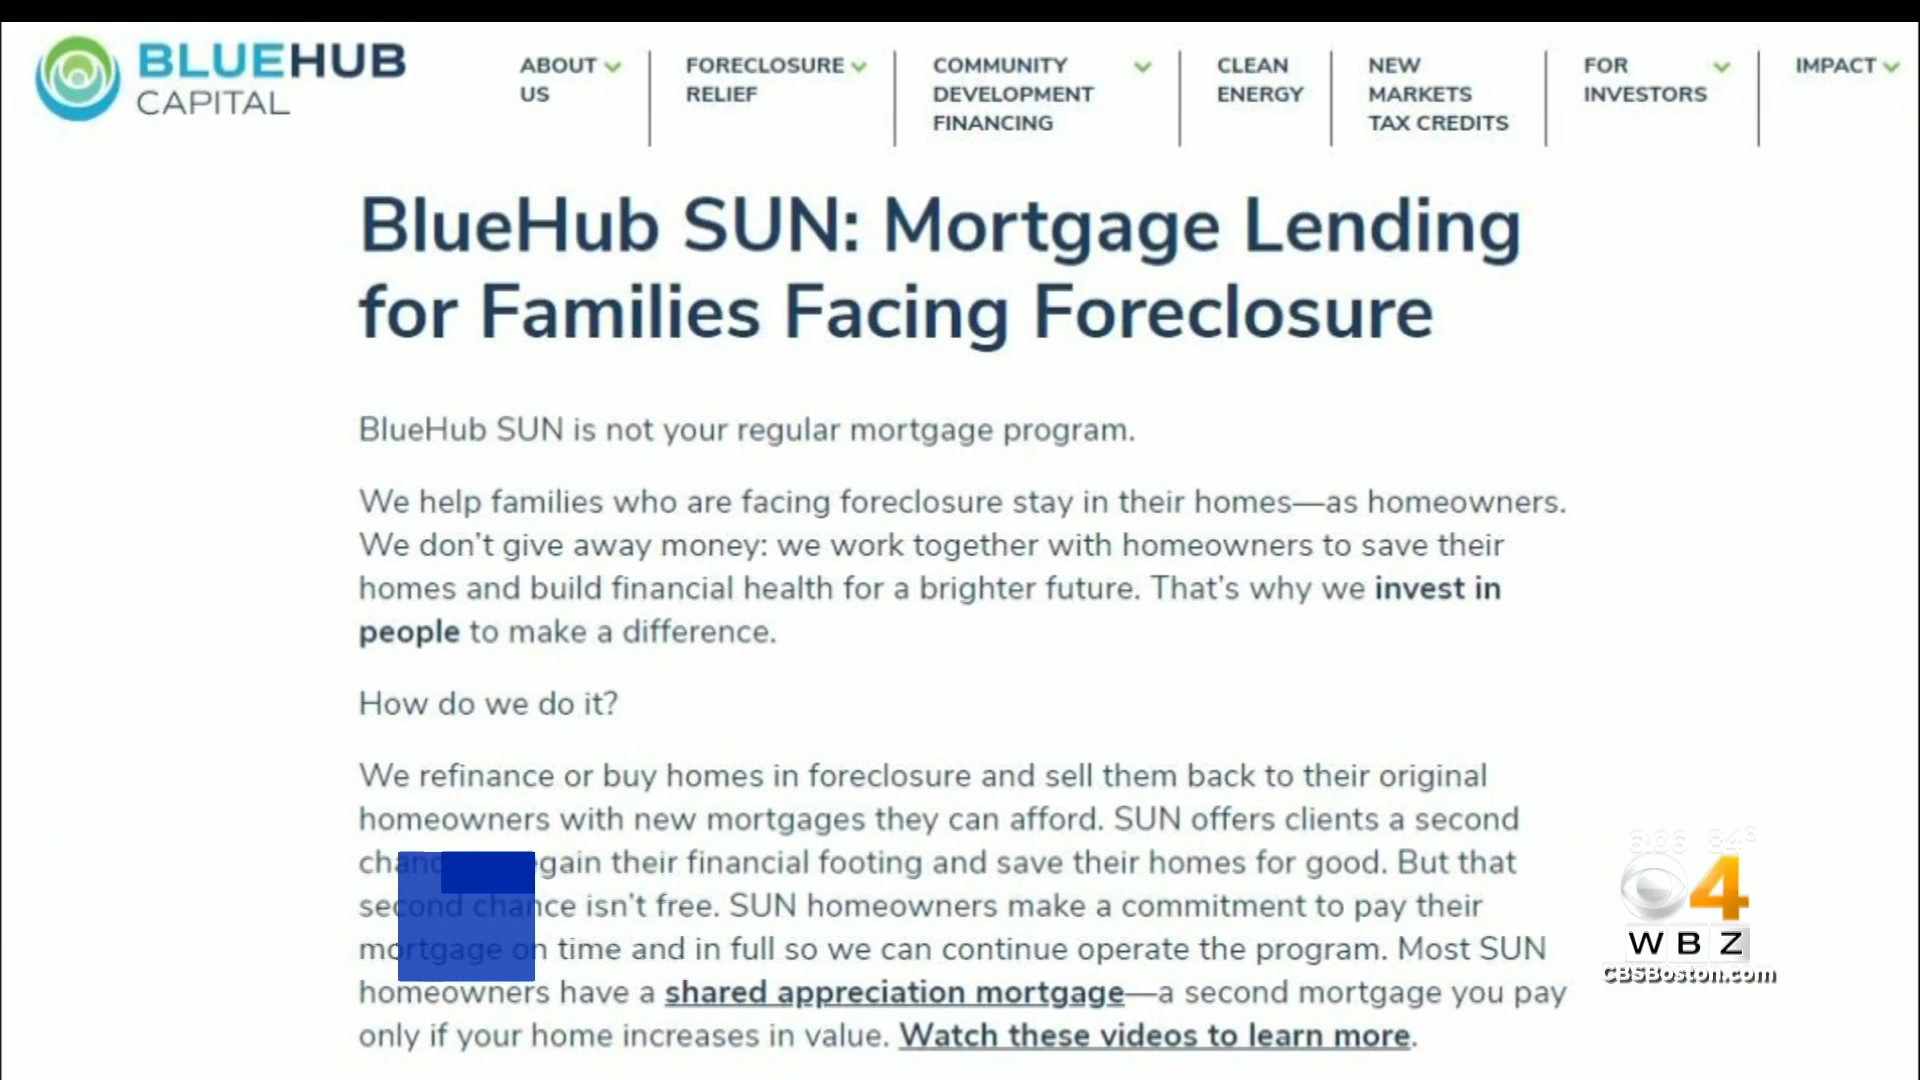 BLUEHUB
CAPITAL
ABOUT
US
FORECLOSURE
RELIEF
COMMUNITY
DEVELOPMENT
FINANCING
CLEAN
ENERGY
NEW
MARKETS
TAX CREDITS
FOR
INVESTORS
IMPACT
BlueHub SUN: Mortgage Lending
for Families Facing Foreclosure
BlueHub SUN is not your regular mortgage program.
We help families who are facing foreclosure stay in their homes—as homeowners.
We don't give away money: we work together with homeowners to save their
homes and build financial health for a brighter future. That's why we invest in
people to make a difference.
How do we do it?
We refinance or buy homes in foreclosure and sell them back to their original
homeowners with new mortgages they can afford. SUN offers clients a second
gain their financial footing and save their homes for good. But that
second chance isn't free. SUN homeowners make a commitment to pay their
mortgage on time and in full so we can continue operate the program. Most SUN
homeowners have a shared appreciation mortgage—a second mortgage you pay
only if your home increases in value. Watch these videos to learn more.
6:06 84°
4
WBZ
CBSBoston.com